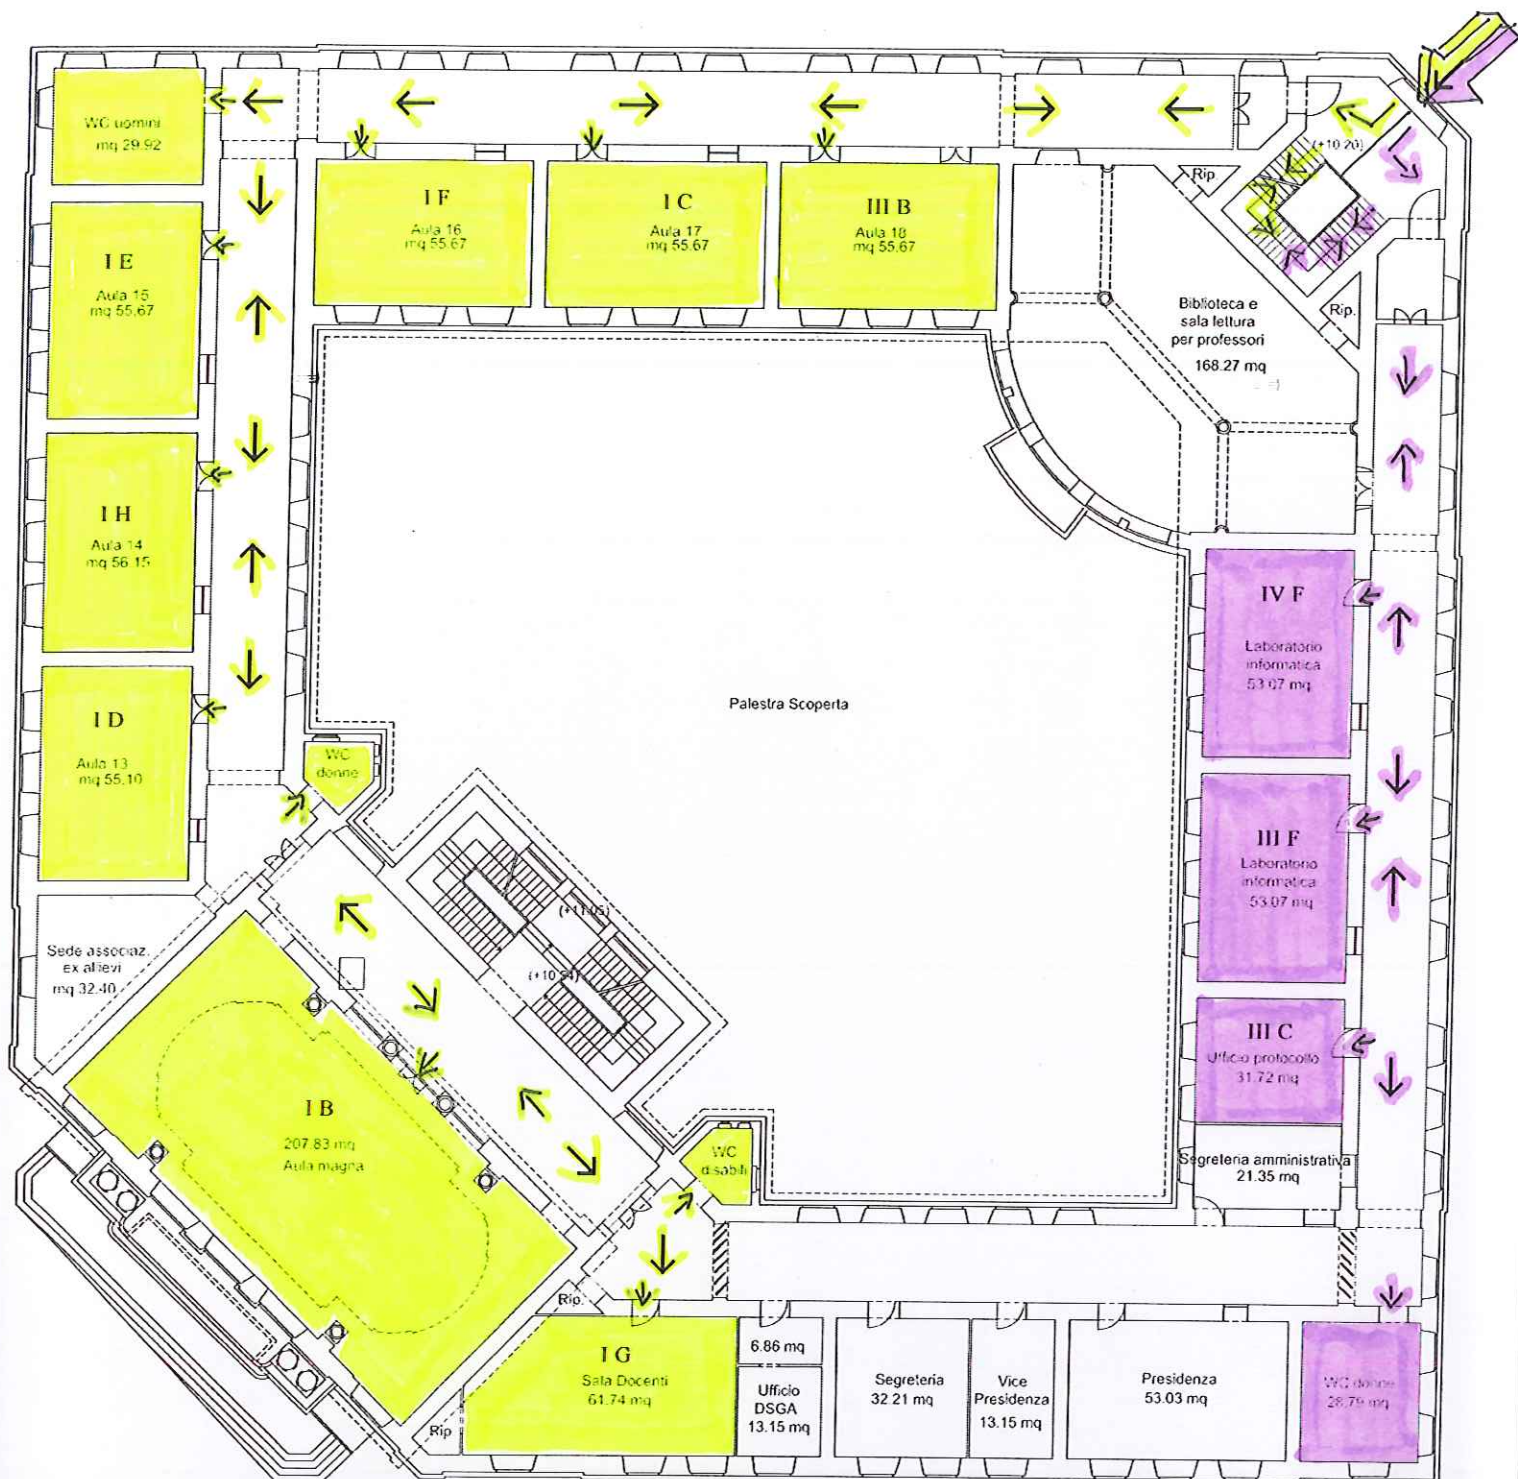 WC uomini
mq 29.92
I E
Aula 15
mq 55.67
I H
Aula 14
mq 56.15
I D
Aula 13
mq 55.10
I F
Aula 16
mq 55.67
I C
Aula 17
mq 55.67
III B
Aula 18
mq 55.67
Rip
(+10.20)
Rip.
Biblioteca e
sala lettura
per professori
168.27 mq
Palestra Scoperta
IV F
Laboratorio
informatica
53.07 mq
III F
Laboratorio
informatica
53.07 mq
III C
Ufficio protocollo
31.72 mq
Segreteria amministrativa
21.35 mq
WC
donne
(+11.05)
Sede associaz.
ex allievi
mq 32.40
I B
207.83 mq
Aula magna
WC
disabili
Rip.
I G
Sala Docenti
61.74 mq
Rip
6.86 mq
Ufficio
DSGA
13.15 mq
Segreteria
32.21 mq
Vice
Presidenza
13.15 mq
Presidenza
53.03 mq
WC donne
28.79 mq